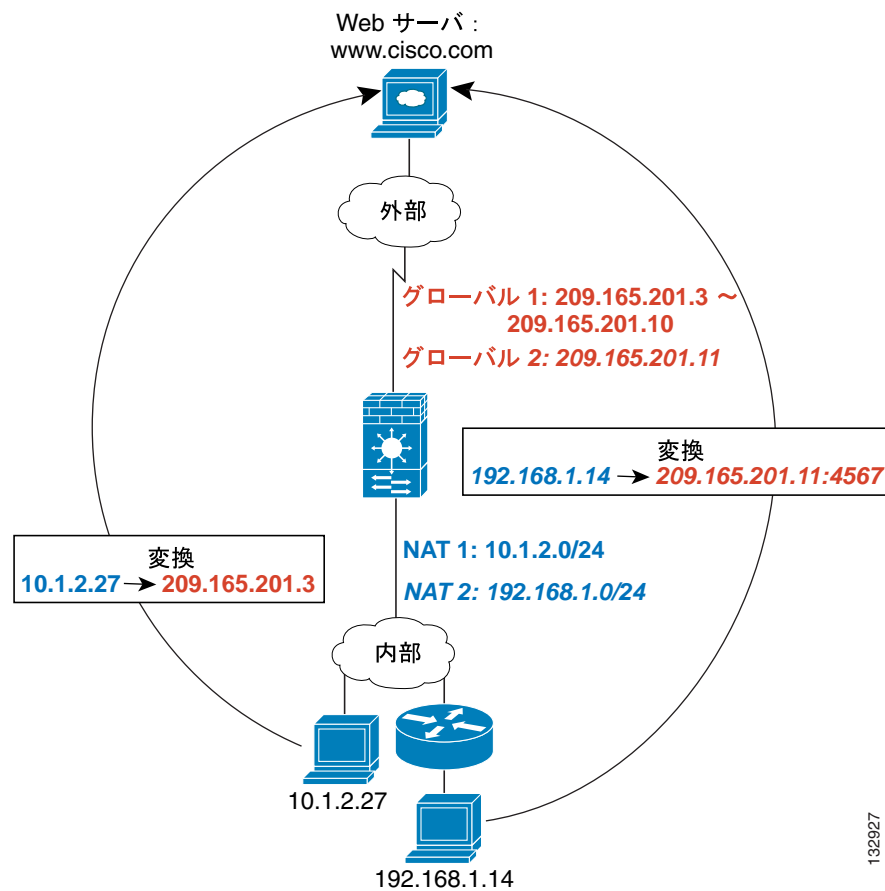 Web サーバ :
www.cisco.com
外部
グローバル 1: 209.165.201.3 ～
209.165.201.10
グローバル 2: 209.165.201.11
変換
192.168.1.14 → 209.165.201.11:4567
NAT 1: 10.1.2.0/24
NAT 2: 192.168.1.0/24
変換
10.1.2.27 → 209.165.201.3
内部
10.1.2.27
192.168.1.14
132927